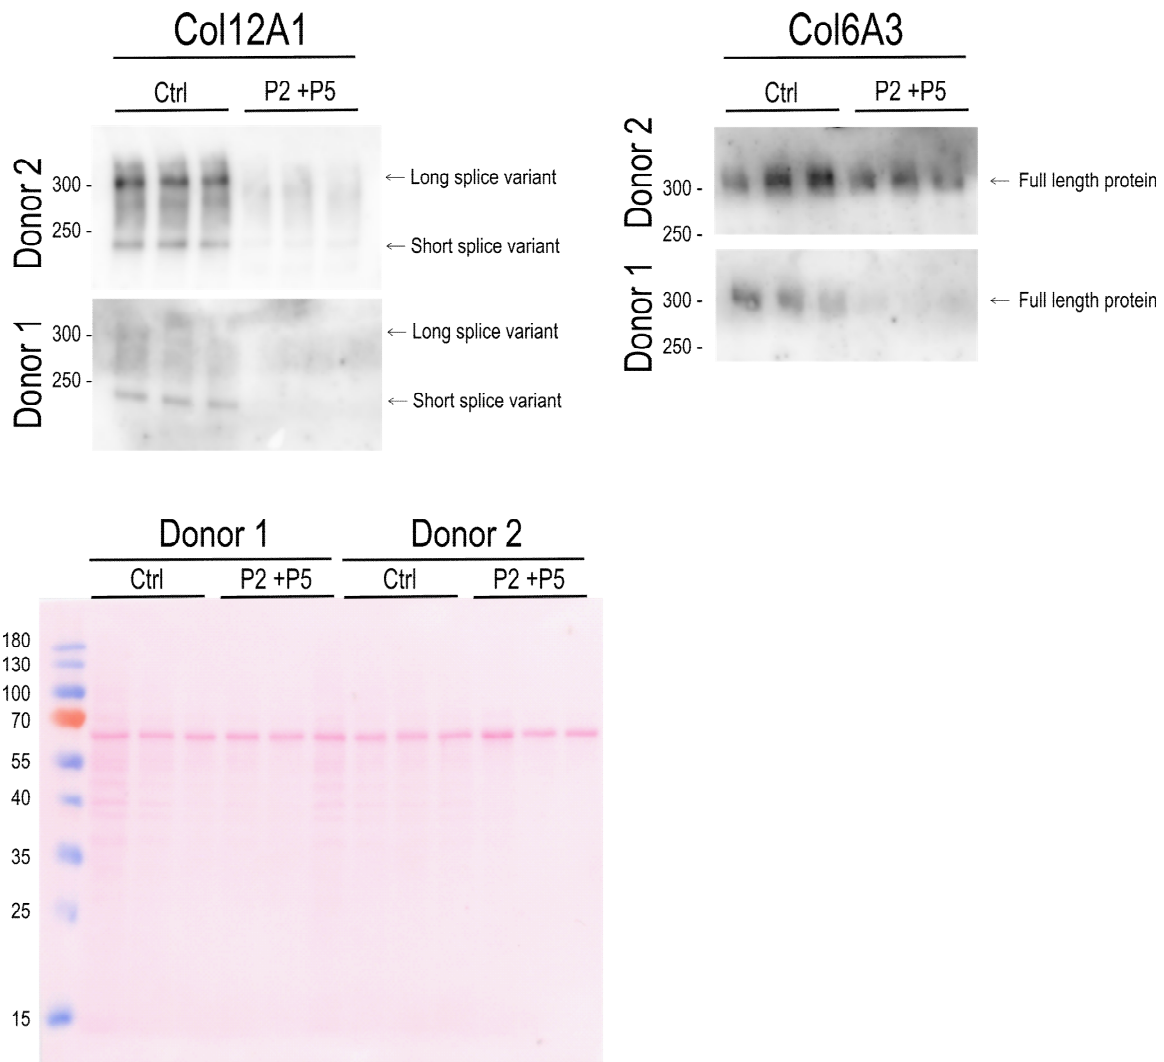 Col12A1
Ctrl P2 +P5
Donor 2
300 -
250 -
← Long splice variant
← Short splice variant
Donor 1
300 -
250 -
← Long splice variant
← Short splice variant
Col6A3
Ctrl P2 +P5
Donor 2
300 -
250 -
← Full length protein
Donor 1
300 -
250 -
← Full length protein
Donor 1 Donor 2
Ctrl P2 +P5 Ctrl P2 +P5
180
130
100
70
55
40
35
25
15